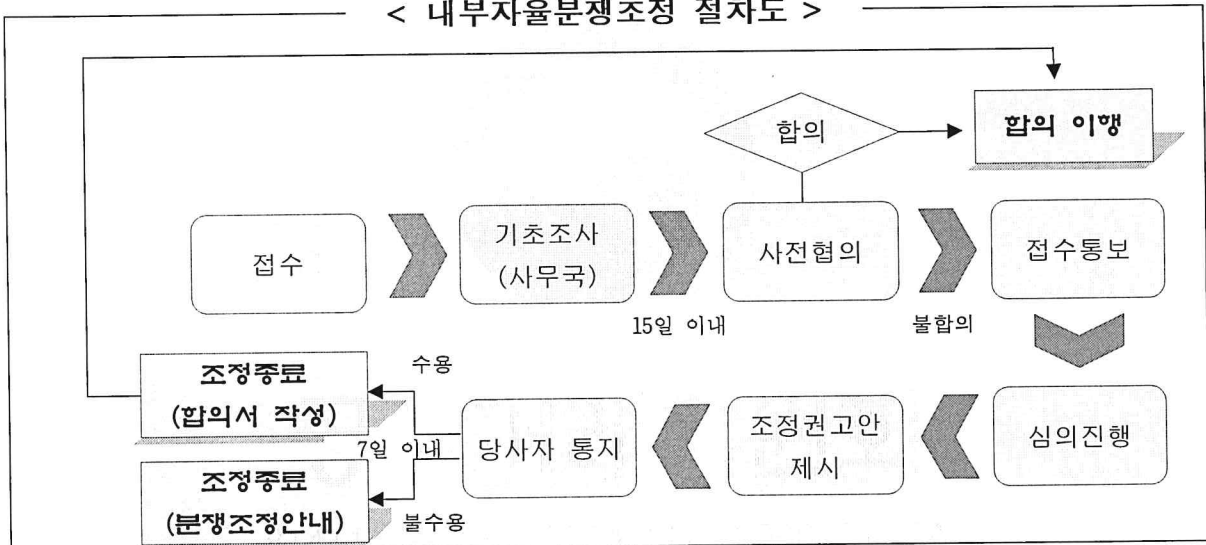 < 내부자율분쟁조정 절차도 >
합의
합의 이행
접수
기초조사
(사무국)
사전협의
접수통보
15일 이내
불합의
조정종료
(합의서 작성)
수용
7일 이내
당사자 통지
조정권고안
제시
심의진행
조정종료
(분쟁조정안내)
불수용